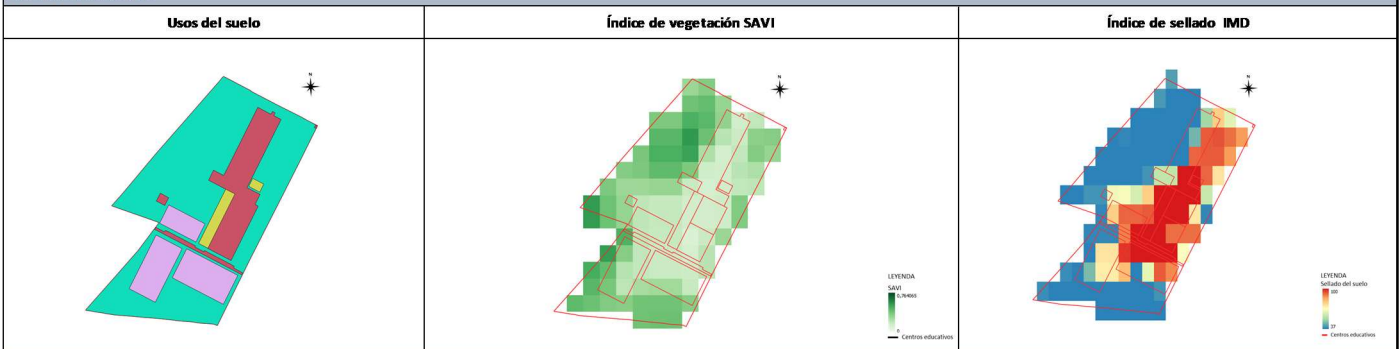 Usos del suelo
Índice de vegetación SAVI
Índice de sellado IMD
N
N
N
LEYENDA
SAVI
0,764065
0
Centros educativos
LEYENDA
Sellado del suelo
100
37
Centros educativos